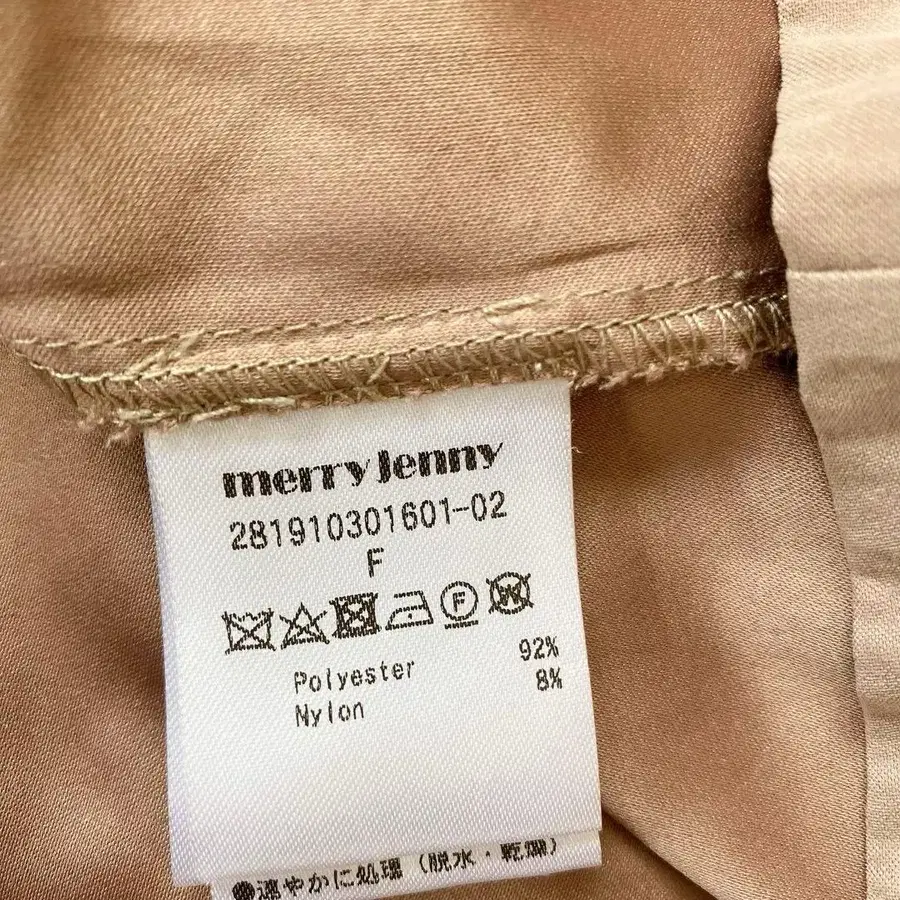 merry jenny
281910301601-02
F
F W
Polyester 92%
Nylon 8%
●速やかに処理(脱水・乾燥)